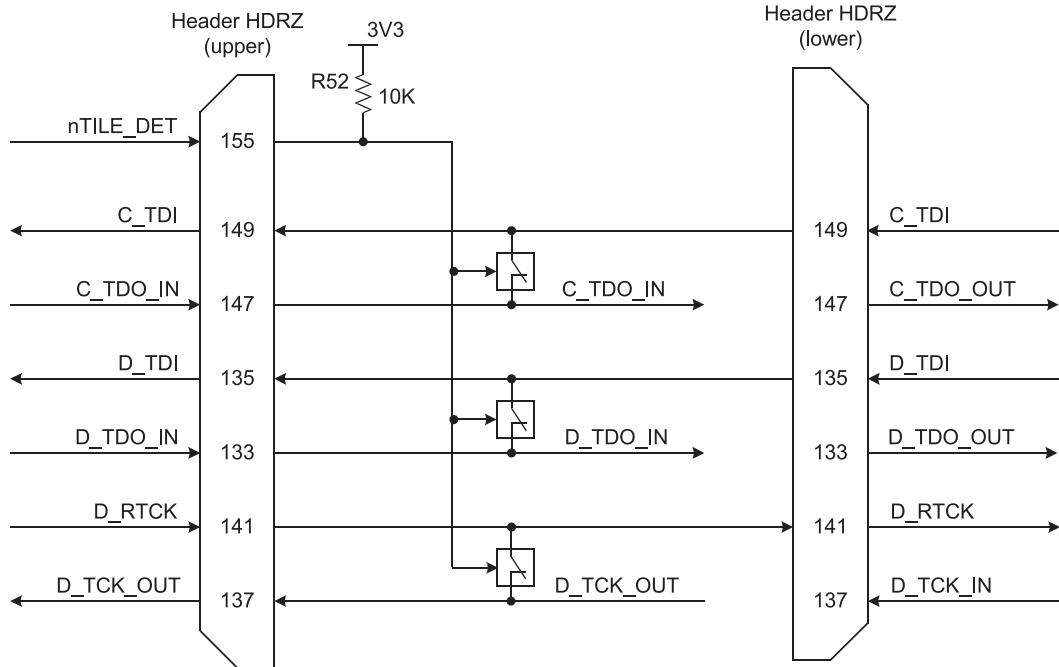 Header HDRZ
(upper)
Header HDRZ
(lower)
3V3
R52
10K
nTILE_DET
155
C_TDI
149
149
C_TDI
C_TDO_IN
147
C_TDO_IN
147
C_TDO_OUT
D_TDI
135
135
D_TDI
D_TDO_IN
133
D_TDO_IN
133
D_TDO_OUT
D_RTCK
141
141
D_RTCK
D_TCK_OUT
137
D_TCK_OUT
137
D_TCK_IN